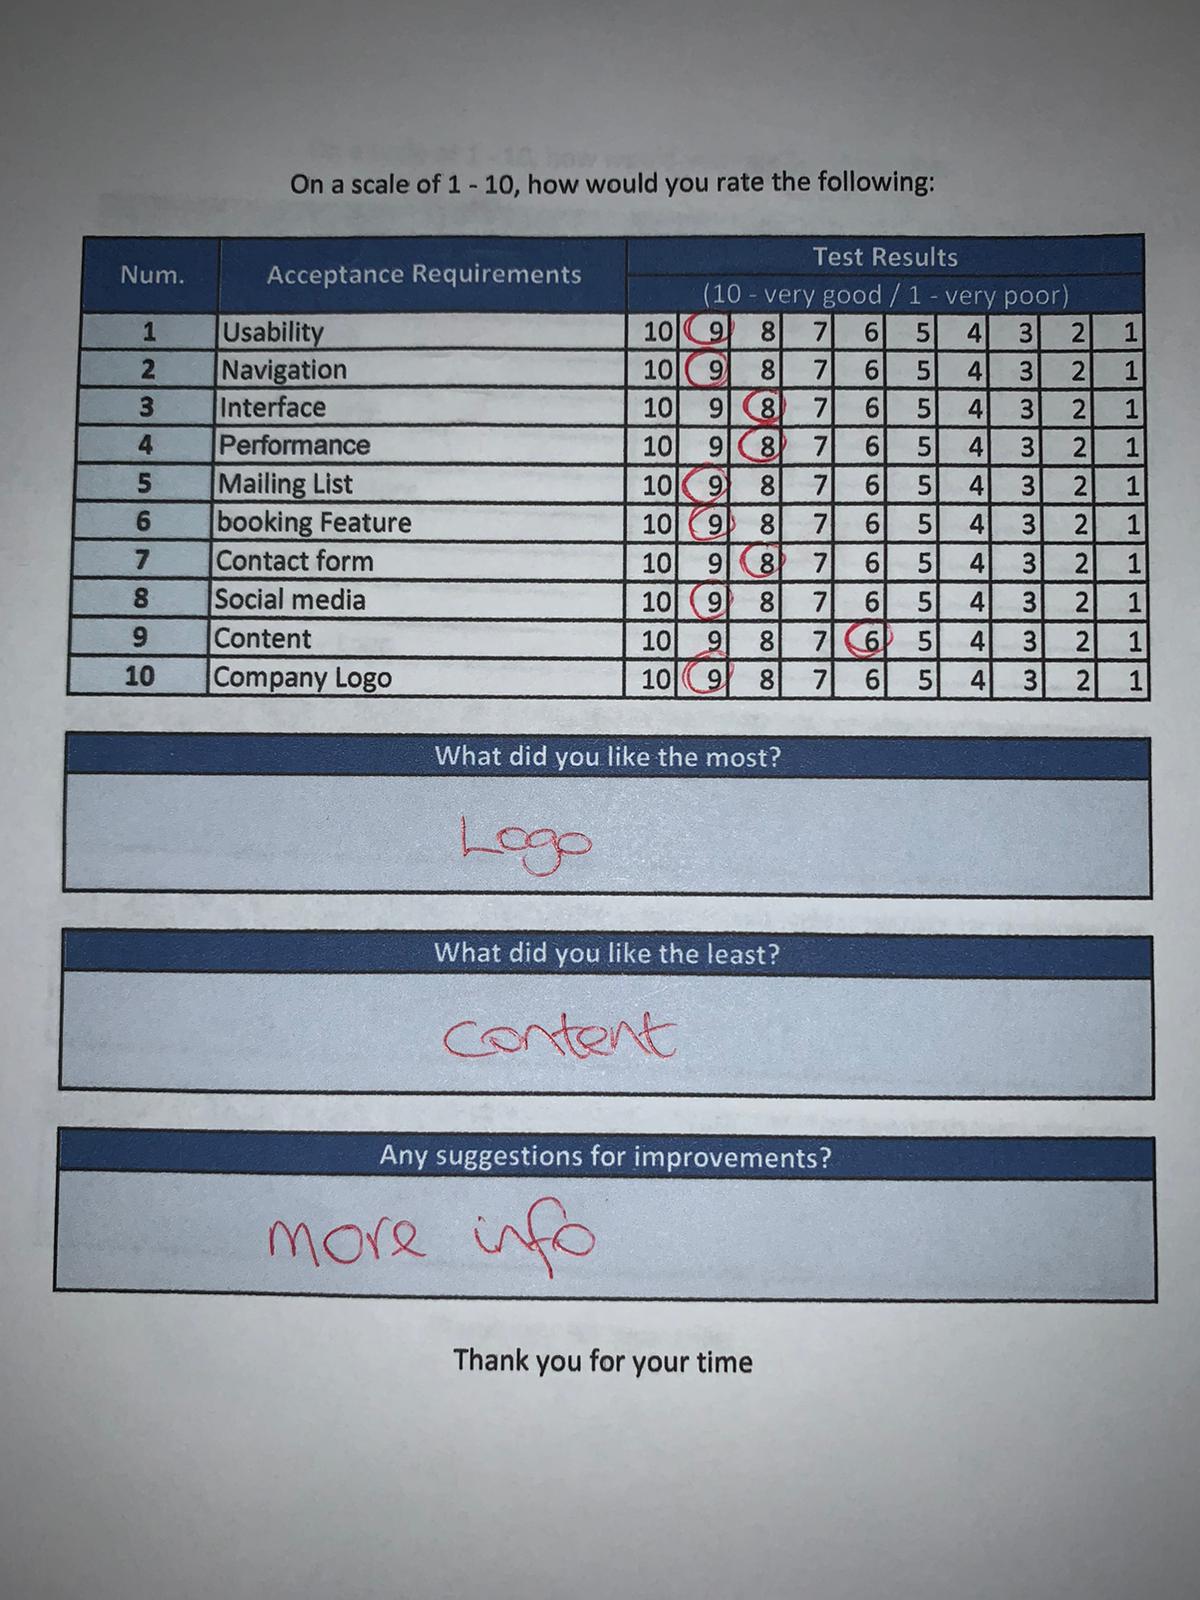 On a scale of 1 - 10, how would you rate the following:
Num. Acceptance Requirements Test Results
(10 - very good / 1 - very poor)
1 Usability 10 9 8 7 6 5 4 3 2 1
2 Navigation 10 9 8 7 6 5 4 3 2 1
3 Interface 10 9 8 7 6 5 4 3 2 1
4 Performance 10 9 8 7 6 5 4 3 2 1
5 Mailing List 10 9 8 7 6 5 4 3 2 1
6 booking Feature 10 9 8 7 6 5 4 3 2 1
7 Contact form 10 9 8 7 6 5 4 3 2 1
8 Social media 10 9 8 7 6 5 4 3 2 1
9 Content 10 9 8 7 6 5 4 3 2 1
10 Company Logo 10 9 8 7 6 5 4 3 2 1
What did you like the most?
Logo
What did you like the least?
Content
Any suggestions for improvements?
more info
Thank you for your time